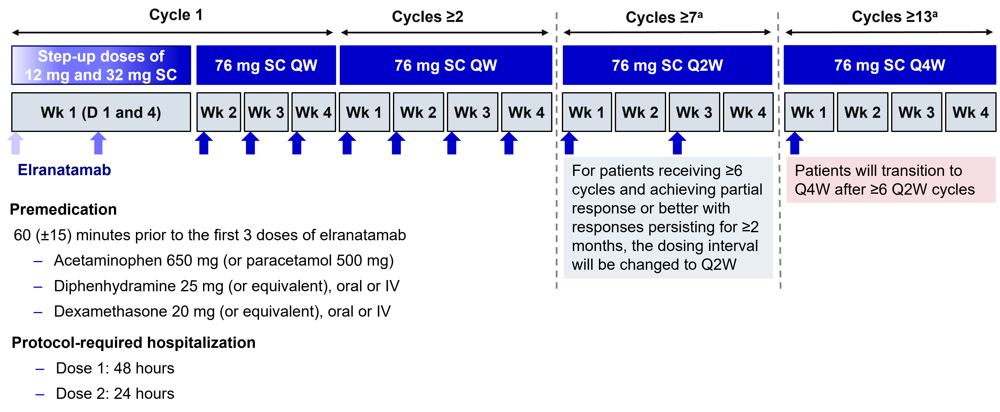 Cycle 1
Cycles ≥2
Cycles ≥7ᵃ
Cycles ≥13ᵃ
Step-up doses of
12 mg and 32 mg SC
76 mg SC QW
76 mg SC QW
76 mg SC Q2W
76 mg SC Q4W
Wk 1 (D 1 and 4)
Wk 2
Wk 3
Wk 4
Wk 1
Wk 2
Wk 3
Wk 4
Wk 1
Wk 2
Wk 3
Wk 4
Wk 1
Wk 2
Wk 3
Wk 4
Elranatamab
For patients receiving ≥6
cycles and achieving partial
response or better with
responses persisting for ≥2
months, the dosing interval
will be changed to Q2W
Patients will transition to
Q4W after ≥6 Q2W cycles
Premedication
60 (±15) minutes prior to the first 3 doses of elranatamab
– Acetaminophen 650 mg (or paracetamol 500 mg)
– Diphenhydramine 25 mg (or equivalent), oral or IV
– Dexamethasone 20 mg (or equivalent), oral or IV
Protocol-required hospitalization
– Dose 1: 48 hours
– Dose 2: 24 hours